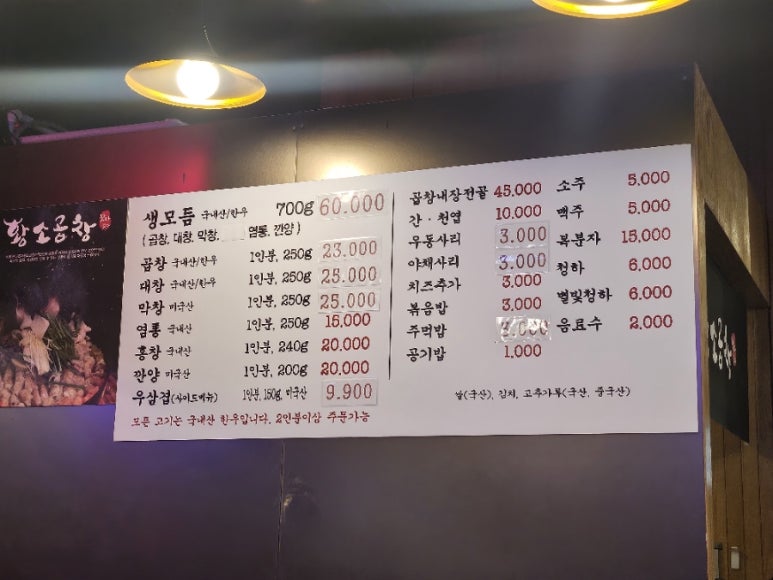 황소곱창
생모듬 국내산/한우 700g 60.000
( 곱창, 대창, 막창, 염통, 깐양 )
곱창 국내산/한우 1인분, 250g 23.000
대창 국내산/한우 1인분, 250g 25.000
막창 미국산 1인분, 250g 25.000
염통 국내산 1인분, 250g 15,000
홍창 국내산 1인분, 240g 20,000
깐양 미국산 1인분, 200g 20,000
우삼겹(사이드메뉴) 1인분, 150g, 미국산 9.900
모든 고기는 국내산 한우입니다. 2인분이상 주문가능
곱창내장전골 45,000
간 · 천엽 10,000
우동사리 3.000
야채사리 3.000
치즈추가 3,000
볶음밥 3,000
주먹밥 3.000
공기밥 1,000
소주 5,000
맥주 5,000
복분자 15,000
청하 6,000
별빛청하 6,000
음료수 2,000
쌀(국산), 김치, 고추가루(국산, 중국산)